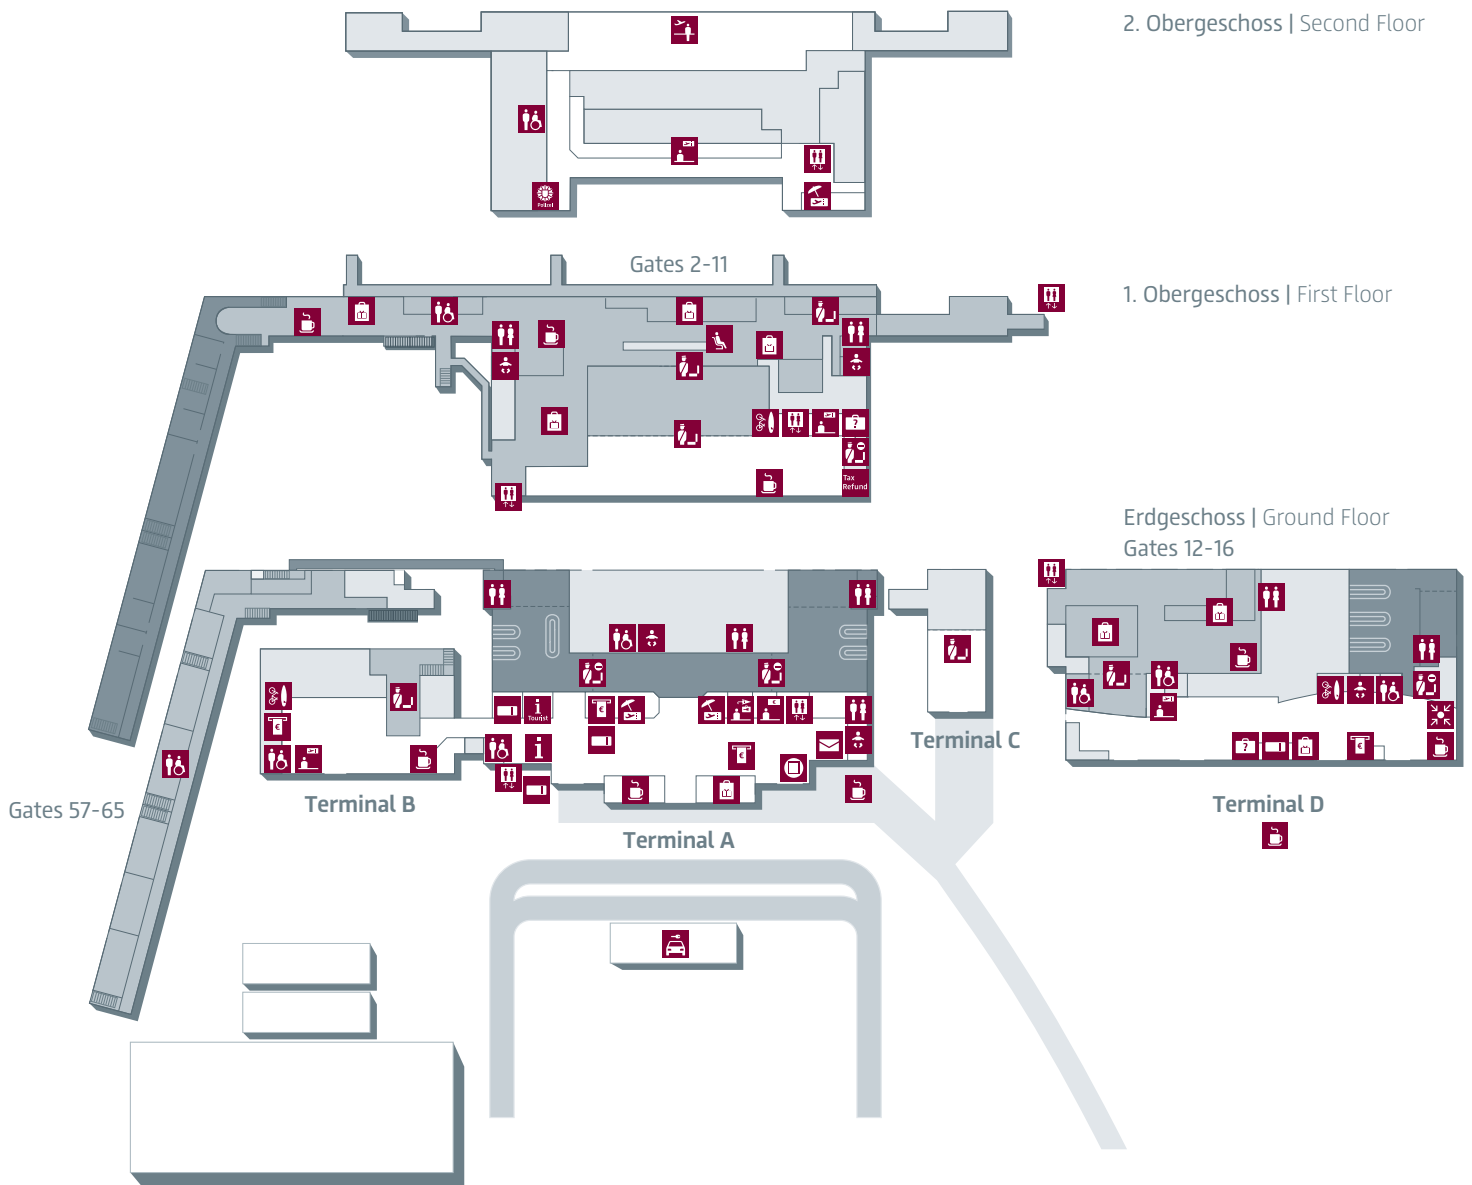 2. Obergeschoss | Second Floor
Polizei
Gates 2-11
1. Obergeschoss | First Floor
?
Tax
Refund
Erdgeschoss | Ground Floor
Gates 12-16
i
Tourist
€
€
€
i
€
?
€
Terminal C
Gates 57-65
Terminal B
Terminal A
Terminal D